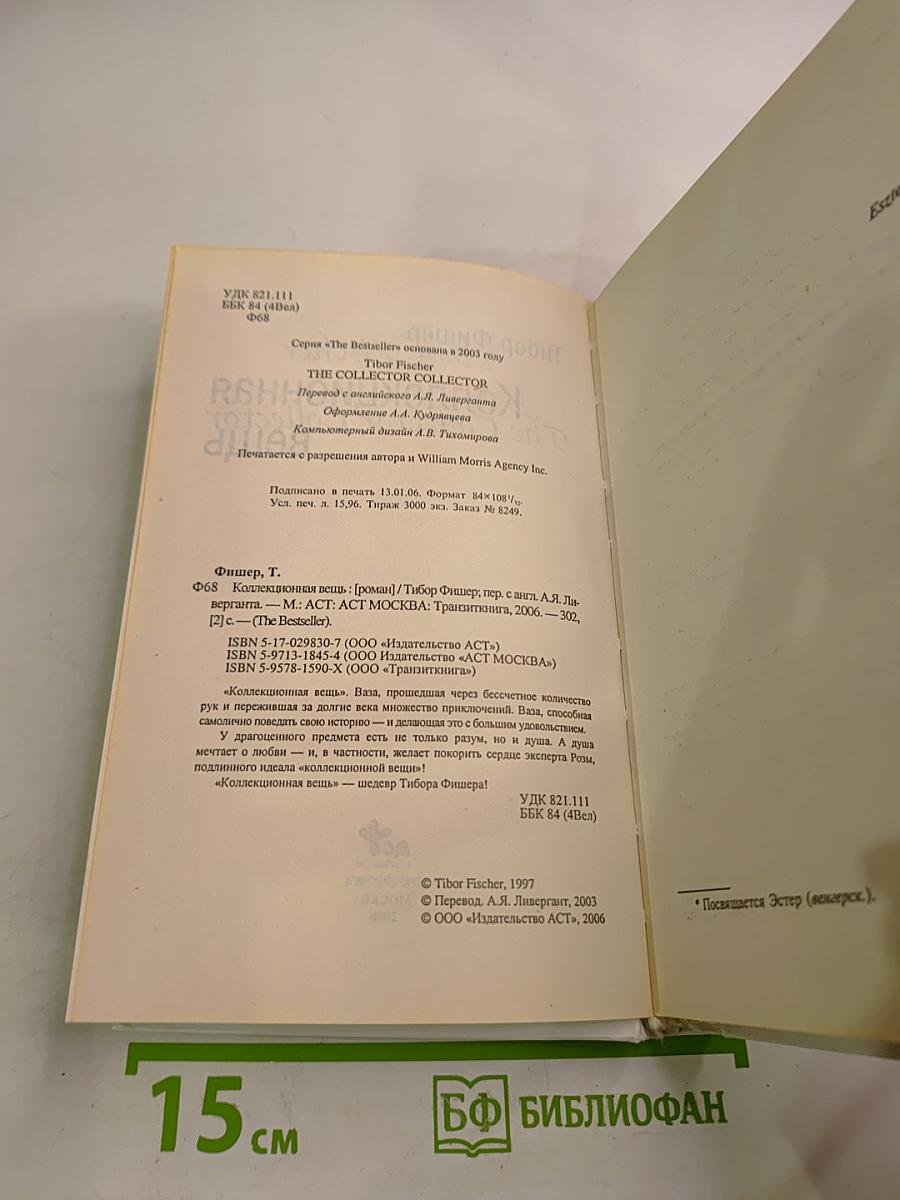 УДК 821.111
ББК 84 (4Вел)
Ф68
Серия «The Bestseller» основана в 2003 году
Tibor Fischer
THE COLLECTOR COLLECTOR
Перевод с английского А.Я. Ливерганта
Оформление А.А. Кудрявцева
Компьютерный дизайн А.В. Тихомирова
Печатается с разрешения автора и William Morris Agency Inc.
Подписано в печать 13.01.06. Формат 84×108 1/32.
Усл. печ. л. 15,96. Тираж 3000 экз. Заказ № 8249.
Фишер, Т.
Ф68 Коллекционная вещь : [роман] / Тибор Фишер; пер. с англ. А.Я. Ли-
верганта. — М.: АСТ: АСТ МОСКВА: Транзиткнига, 2006. — 302,
[2] с. — (The Bestseller).
ISBN 5-17-029830-7 (ООО «Издательство АСТ»)
ISBN 5-9713-1845-4 (ООО Издательство «АСТ МОСКВА»)
ISBN 5-9578-1590-X (ООО «Транзиткнига»)
«Коллекционная вещь». Ваза, прошедшая через бессчетное количество
рук и пережившая за долгие века множество приключений. Ваза, способная
самолично поведать свою историю — и делающая это с большим удовольствием.
У драгоценного предмета есть не только разум, но и душа. А душа
мечтает о любви — и, в частности, желает покорить сердце эксперта Розы,
подлинного идеала «коллекционной вещи»!
«Коллекционная вещь» — шедевр Тибора Фишера!
УДК 821.111
ББК 84 (4Вел)
© Tibor Fischer, 1997
© Перевод. А.Я. Ливергант, 2003
© ООО «Издательство АСТ», 2006
* Посвящается Эстер (венгерск.).
15 см
БФ БИБЛИОФАН